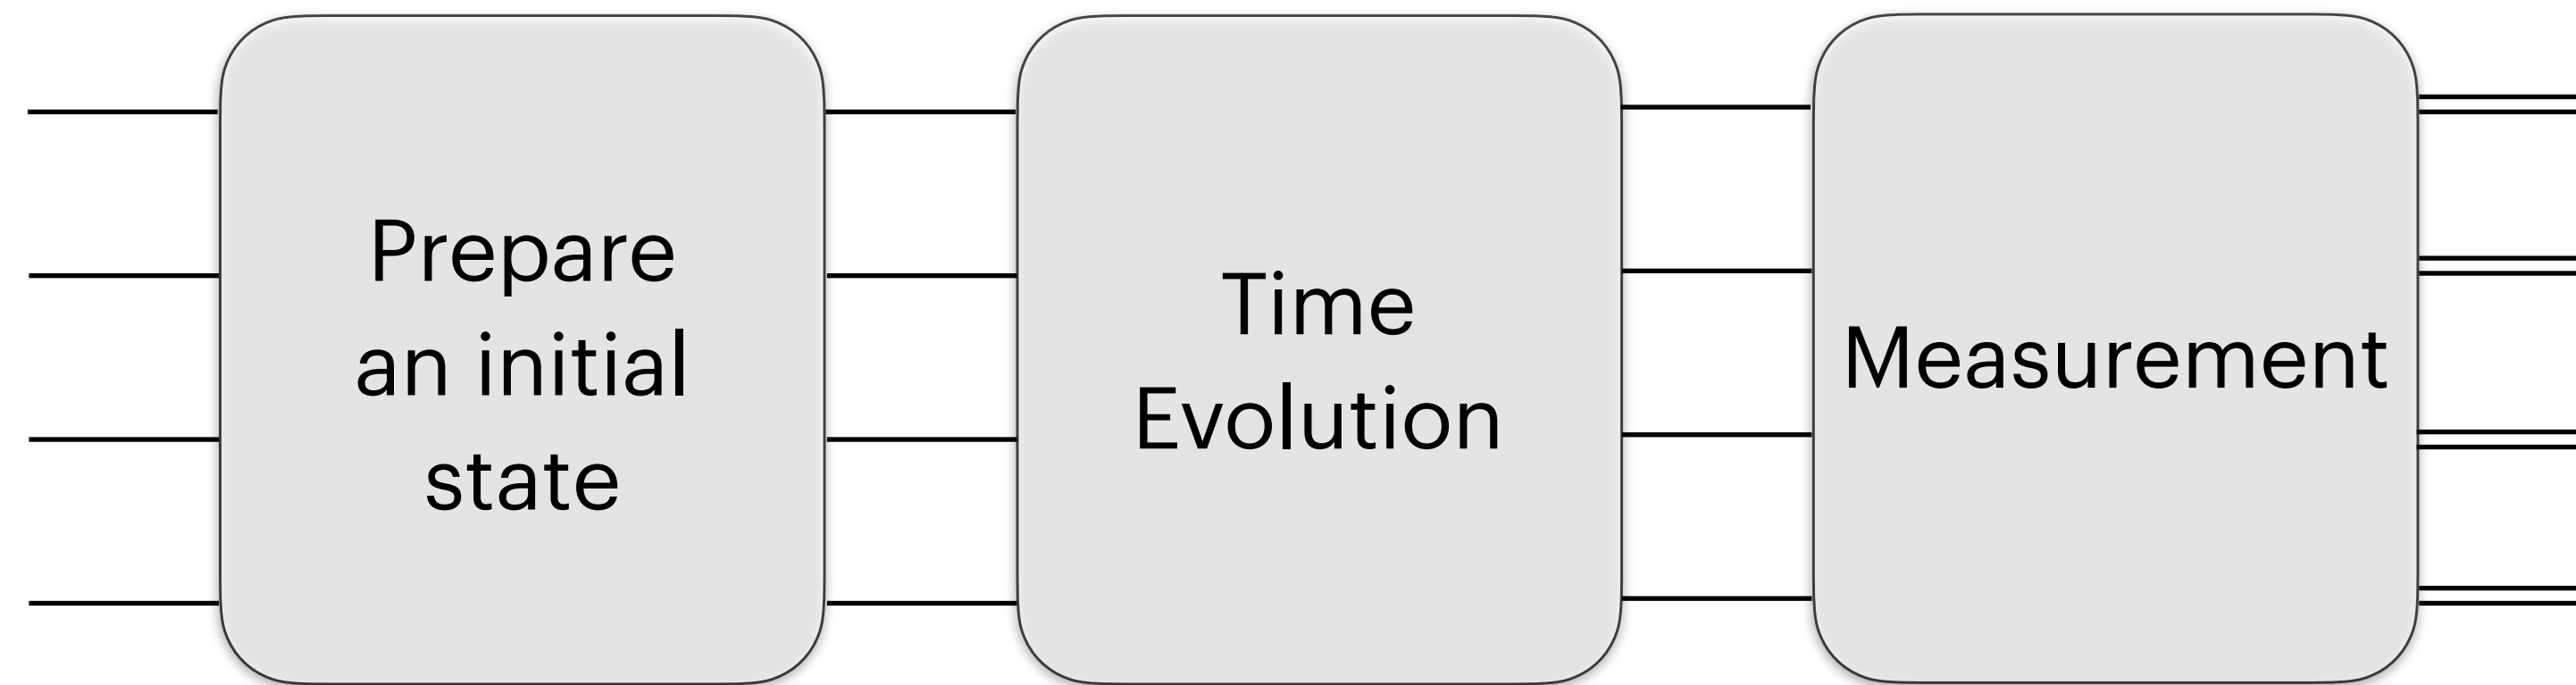 Prepare
an initial
state
Time
Evolution
Measurement